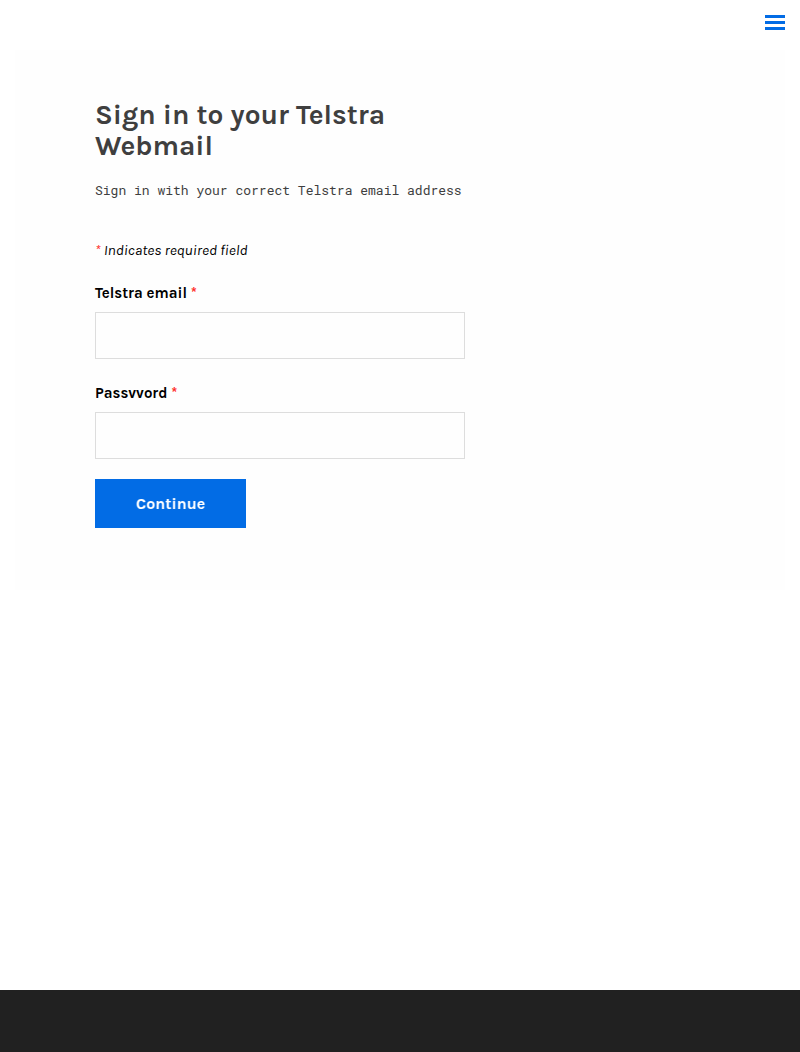 Sign in to your Telstra
Webmail
Sign in with your correct Telstra email address
* Indicates required field
Telstra email *
Passvvord *
Continue